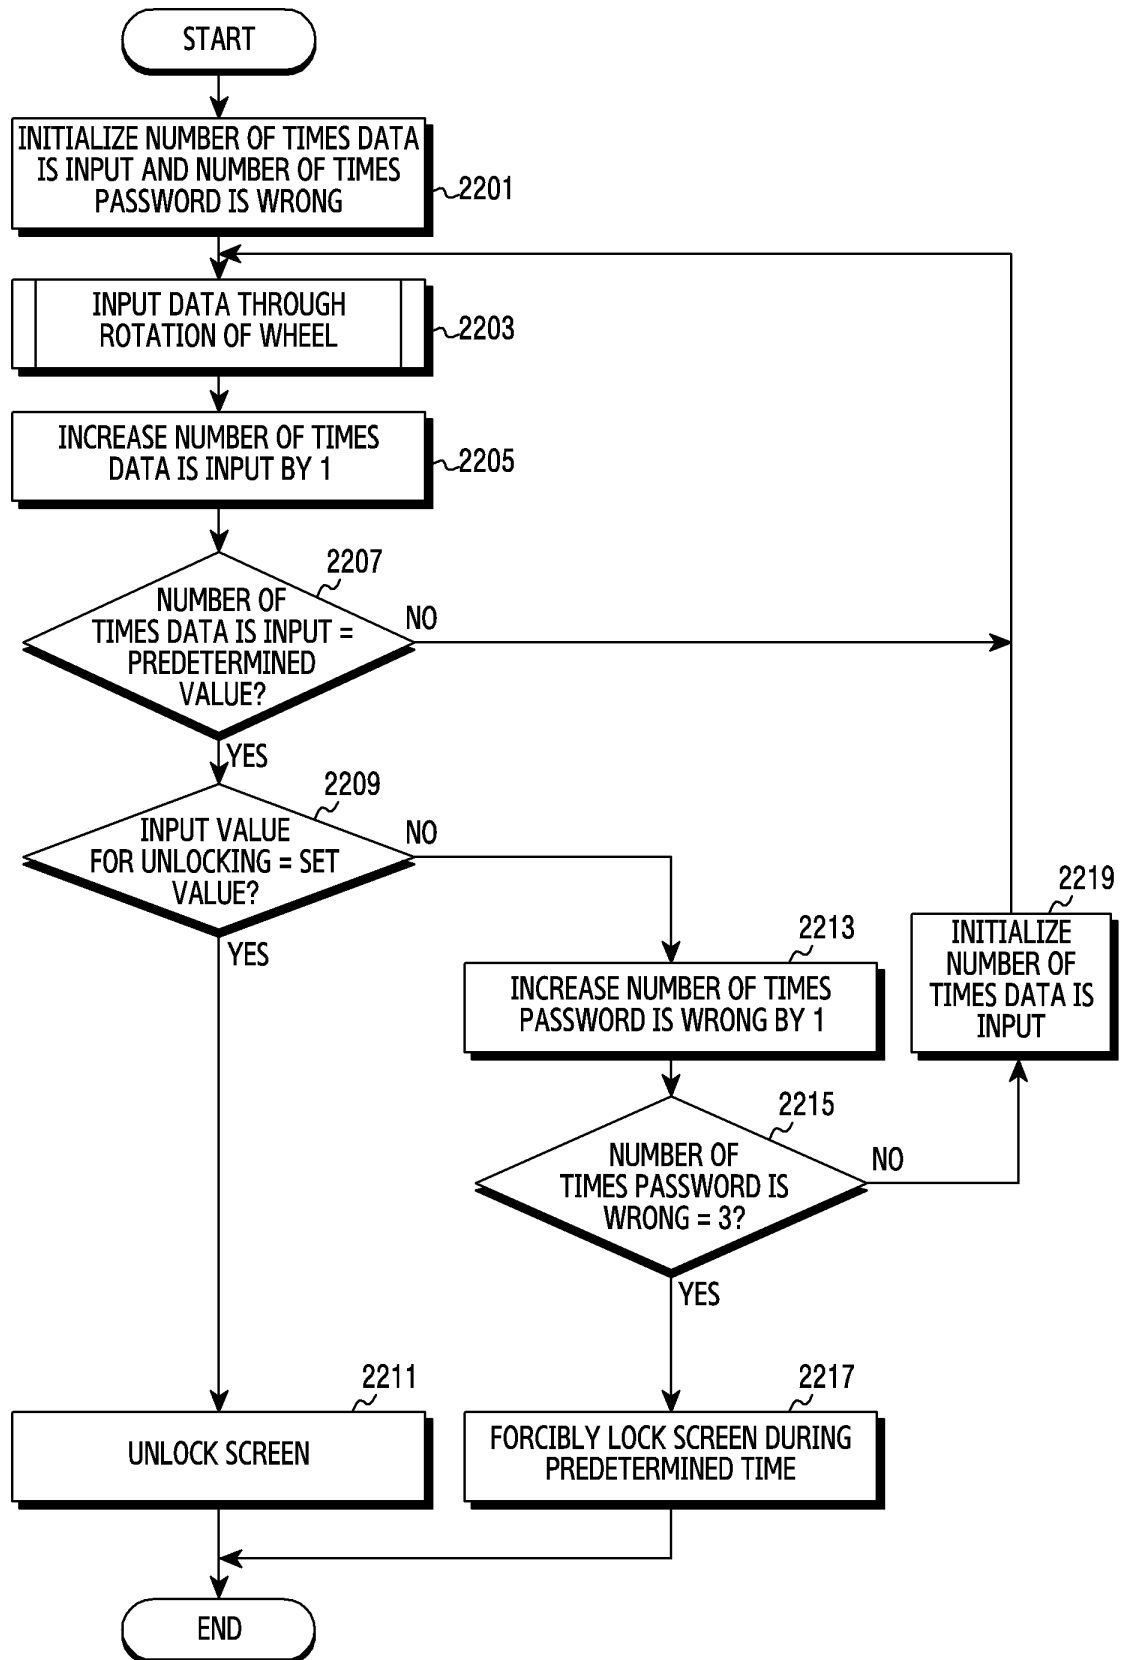 START
INITIALIZE NUMBER OF TIMES DATA
IS INPUT AND NUMBER OF TIMES
PASSWORD IS WRONG
2201
INPUT DATA THROUGH
ROTATION OF WHEEL
2203
INCREASE NUMBER OF TIMES
DATA IS INPUT BY 1
2205
2207
NUMBER OF
TIMES DATA IS INPUT =
PREDETERMINED
VALUE?
NO
YES
2209
INPUT VALUE
FOR UNLOCKING = SET
VALUE?
NO
YES
2213
INCREASE NUMBER OF TIMES
PASSWORD IS WRONG BY 1
2219
INITIALIZE
NUMBER OF
TIMES DATA IS
INPUT
2215
NUMBER OF
TIMES PASSWORD IS
WRONG = 3?
NO
YES
2211
UNLOCK SCREEN
2217
FORCIBLY LOCK SCREEN DURING
PREDETERMINED TIME
END